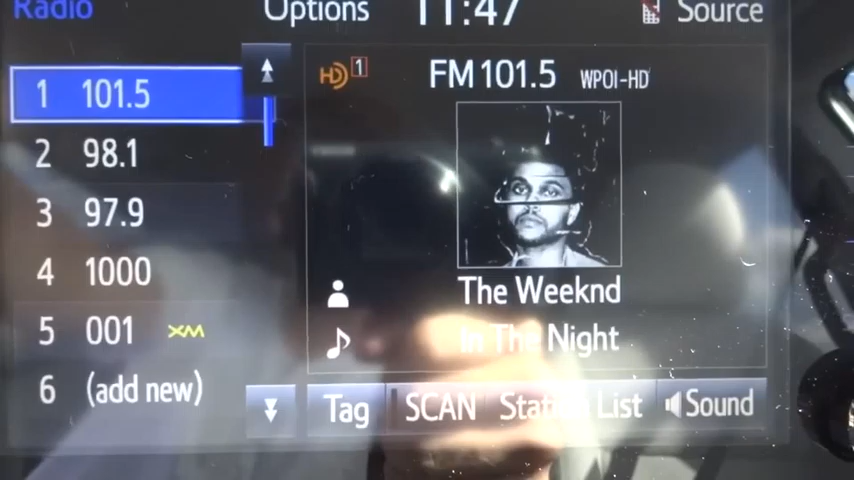 Radio
Options
11:47
Source
1 101.5
2 98.1
3 97.9
4 1000
5 001 XM
6 (add new)
HD 1
FM 101.5 WPOI-HD
The Weeknd
In The Night
Tag
SCAN
Station List
Sound